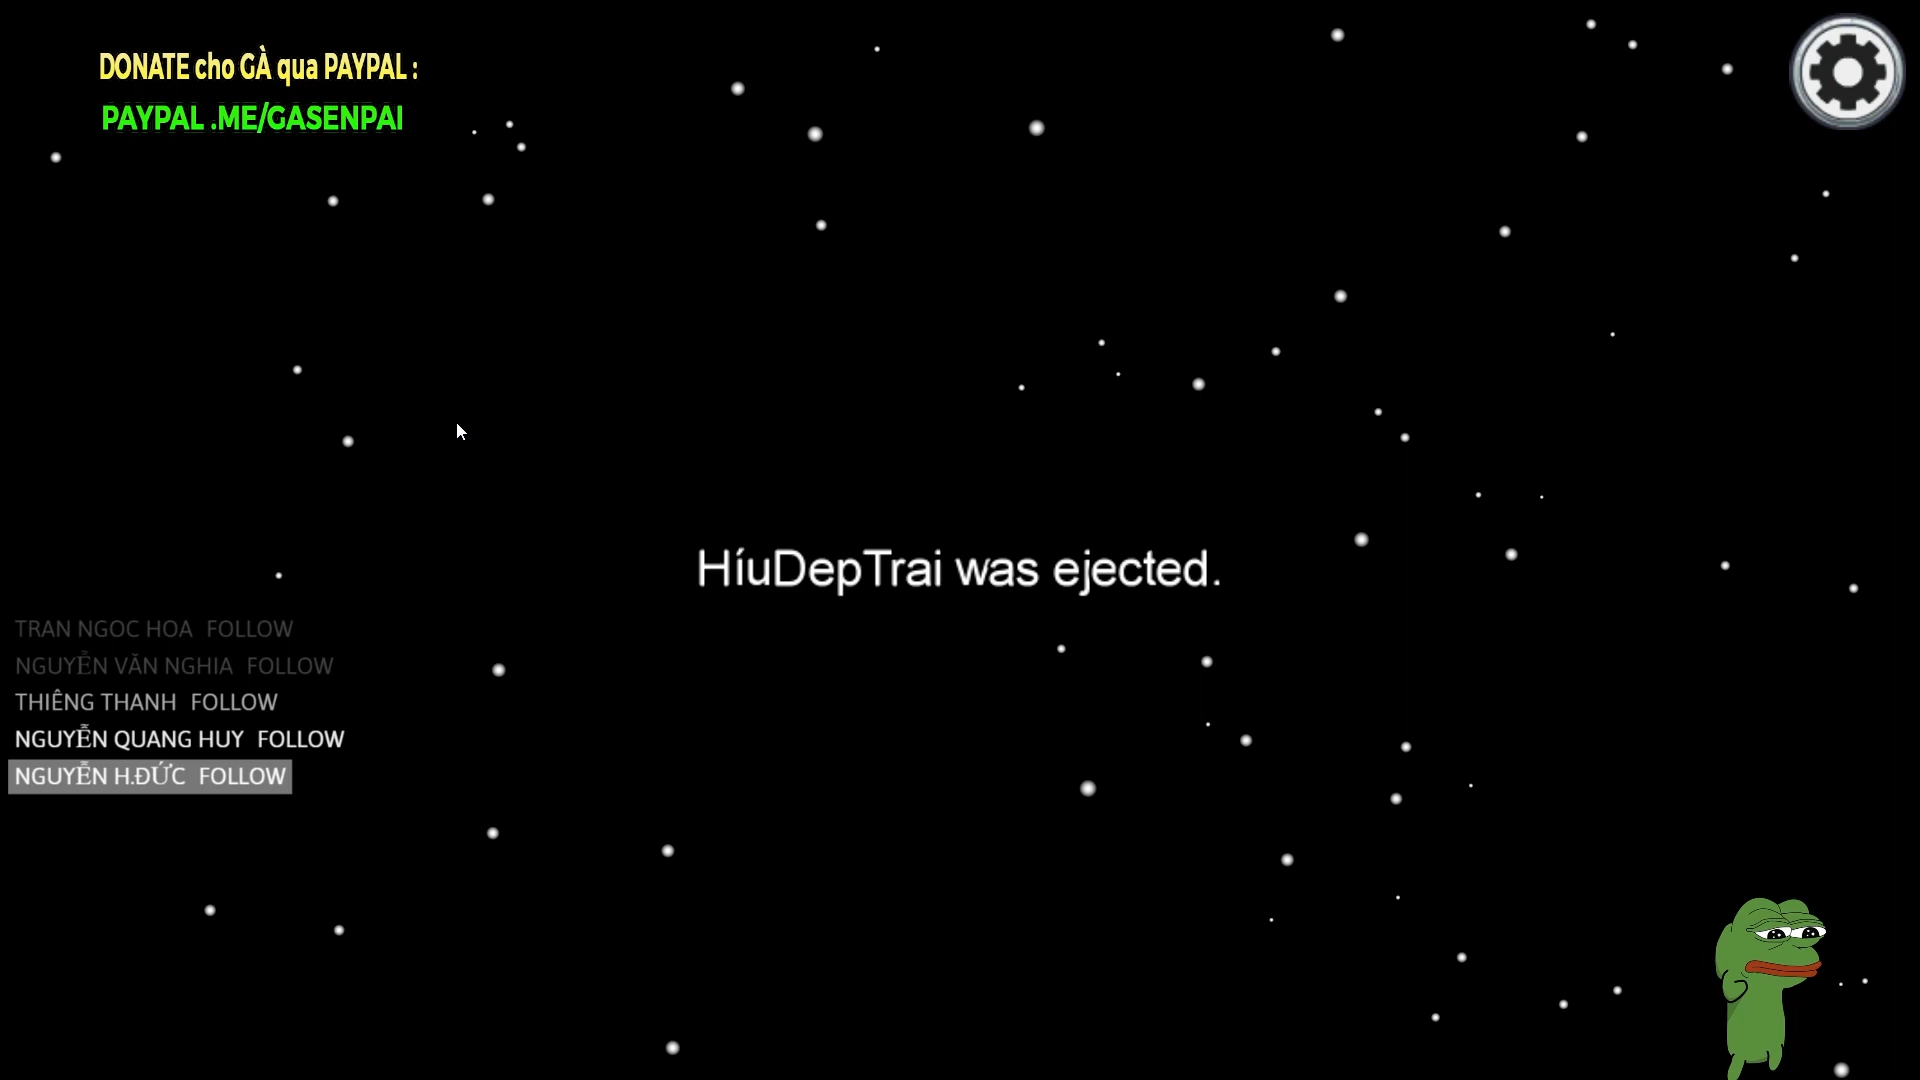 DONATE cho GÀ qua PAYPAL :
PAYPAL .ME/GASENPAI
HíuDepTrai was ejected.
TRAN NGOC HOA FOLLOW
NGUYỄN VĂN NGHIA FOLLOW
THIÊNG THANH FOLLOW
NGUYỄN QUANG HUY FOLLOW
NGUYỄN H.ĐỨC FOLLOW